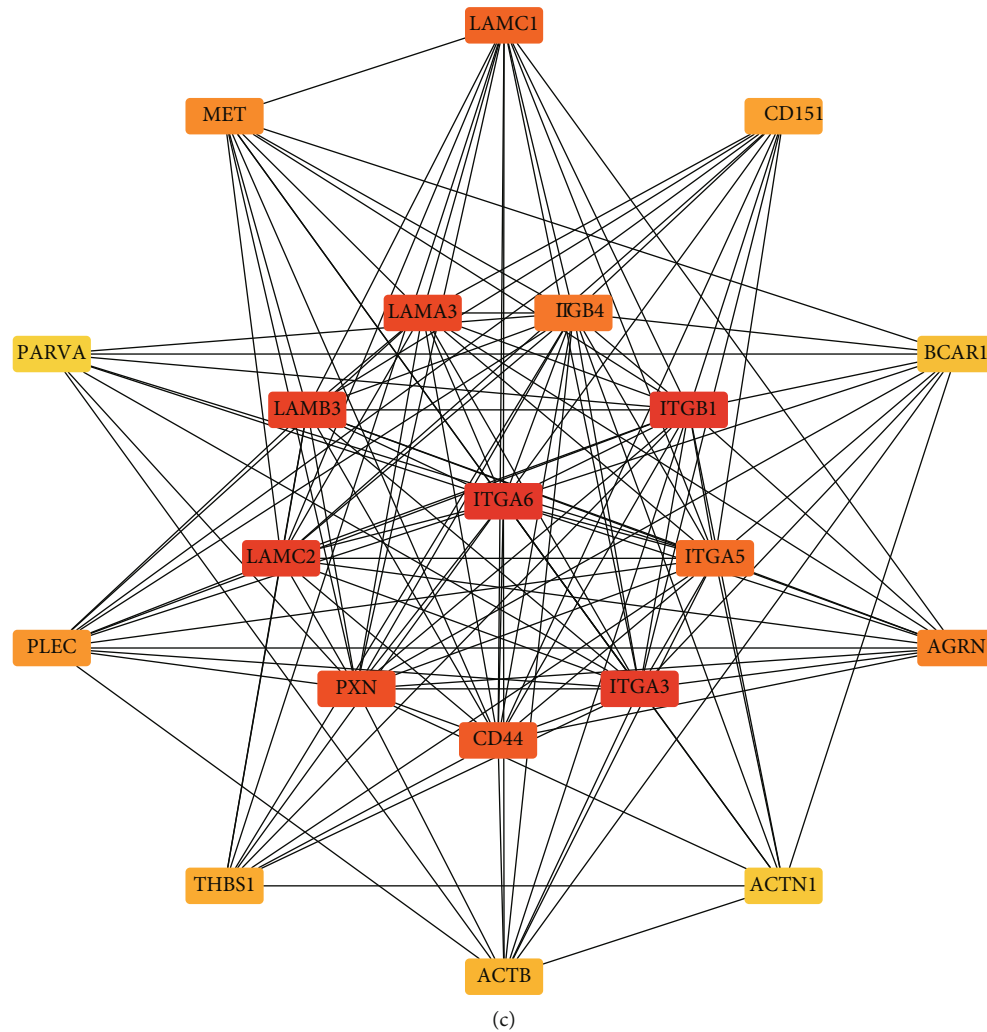 LAMC1
MET
CD151
LAMA3
ITGB4
PARVA
BCAR1
LAMB3
ITGB1
ITGA6
LAMC2
ITGA5
PLEC
AGRN
PXN
ITGA3
CD44
THBS1
ACTN1
ACTB
(c)